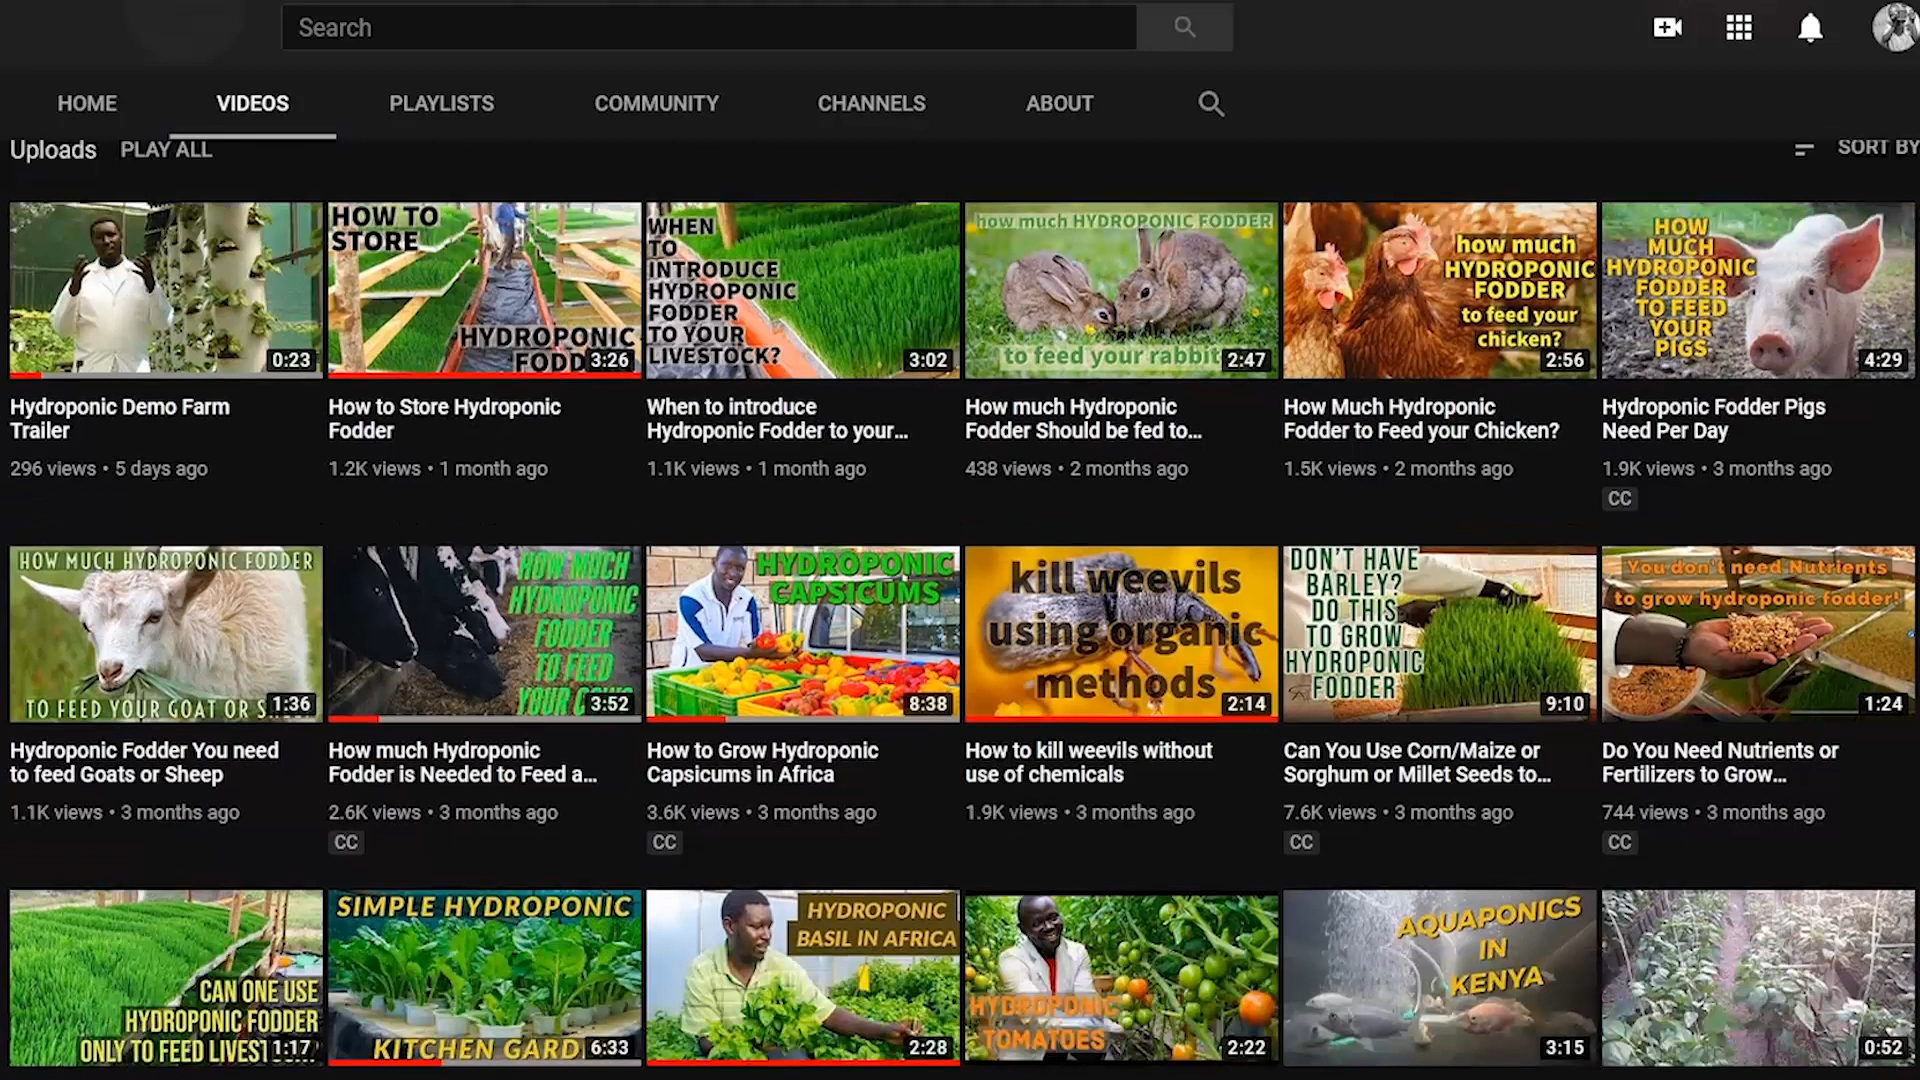 Search
HOME
VIDEOS
PLAYLISTS
COMMUNITY
CHANNELS
ABOUT
Uploads
PLAY ALL
SORT BY
HOW TO
STORE
HYDROPONIC
FODD
WHEN
TO
INTRODUCE
HYDROPONIC
FODDER
TO YOUR
LIVESTOCK?
how much HYDROPONIC FODDER
to feed your rabbit
how much
HYDROPONIC
FODDER
to feed your
chicken?
HOW
MUCH
HYDROPONIC
FODDER
TO FEED
YOUR
PIGS
0:23
3:26
3:02
2:47
2:56
4:29
Hydroponic Demo Farm
Trailer
296 views • 5 days ago
How to Store Hydroponic
Fodder
1.2K views • 1 month ago
When to introduce
Hydroponic Fodder to your...
1.1K views • 1 month ago
How much Hydroponic
Fodder Should be fed to...
438 views • 2 months ago
How Much Hydroponic
Fodder to Feed your Chicken?
1.5K views • 2 months ago
Hydroponic Fodder Pigs
Need Per Day
1.9K views • 3 months ago
CC
HOW MUCH HYDROPONIC FODDER
TO FEED YOUR GOAT OR
HOW MUCH
HYDROPONIC
FODDER
TO FEED
YOUR
HYDROPONIC
CAPSICUMS
kill weevils
using organic
methods
DON'T HAVE
BARLEY?
DO THIS
TO GROW
HYDROPONIC
FODDER
You don't need Nutrients
to grow hydroponic fodder!
1:36
3:52
8:38
2:14
9:10
1:24
Hydroponic Fodder You need
to feed Goats or Sheep
1.1K views • 3 months ago
How much Hydroponic
Fodder is Needed to Feed a...
2.6K views • 3 months ago
CC
How to Grow Hydroponic
Capsicums in Africa
3.6K views • 3 months ago
CC
How to kill weevils without
use of chemicals
1.9K views • 3 months ago
Can You Use Corn/Maize or
Sorghum or Millet Seeds to...
7.6K views • 3 months ago
CC
Do You Need Nutrients or
Fertilizers to Grow...
744 views • 3 months ago
CC
CAN ONE USE
HYDROPONIC FODDER
ONLY TO FEED LIVEST
1:17
SIMPLE HYDROPONIC
KITCHEN GARD
6:33
HYDROPONIC
BASIL IN AFRICA
2:28
HYDROPONIC
TOMATOES
2:22
AQUAPONICS
IN
KENYA
3:15
0:52